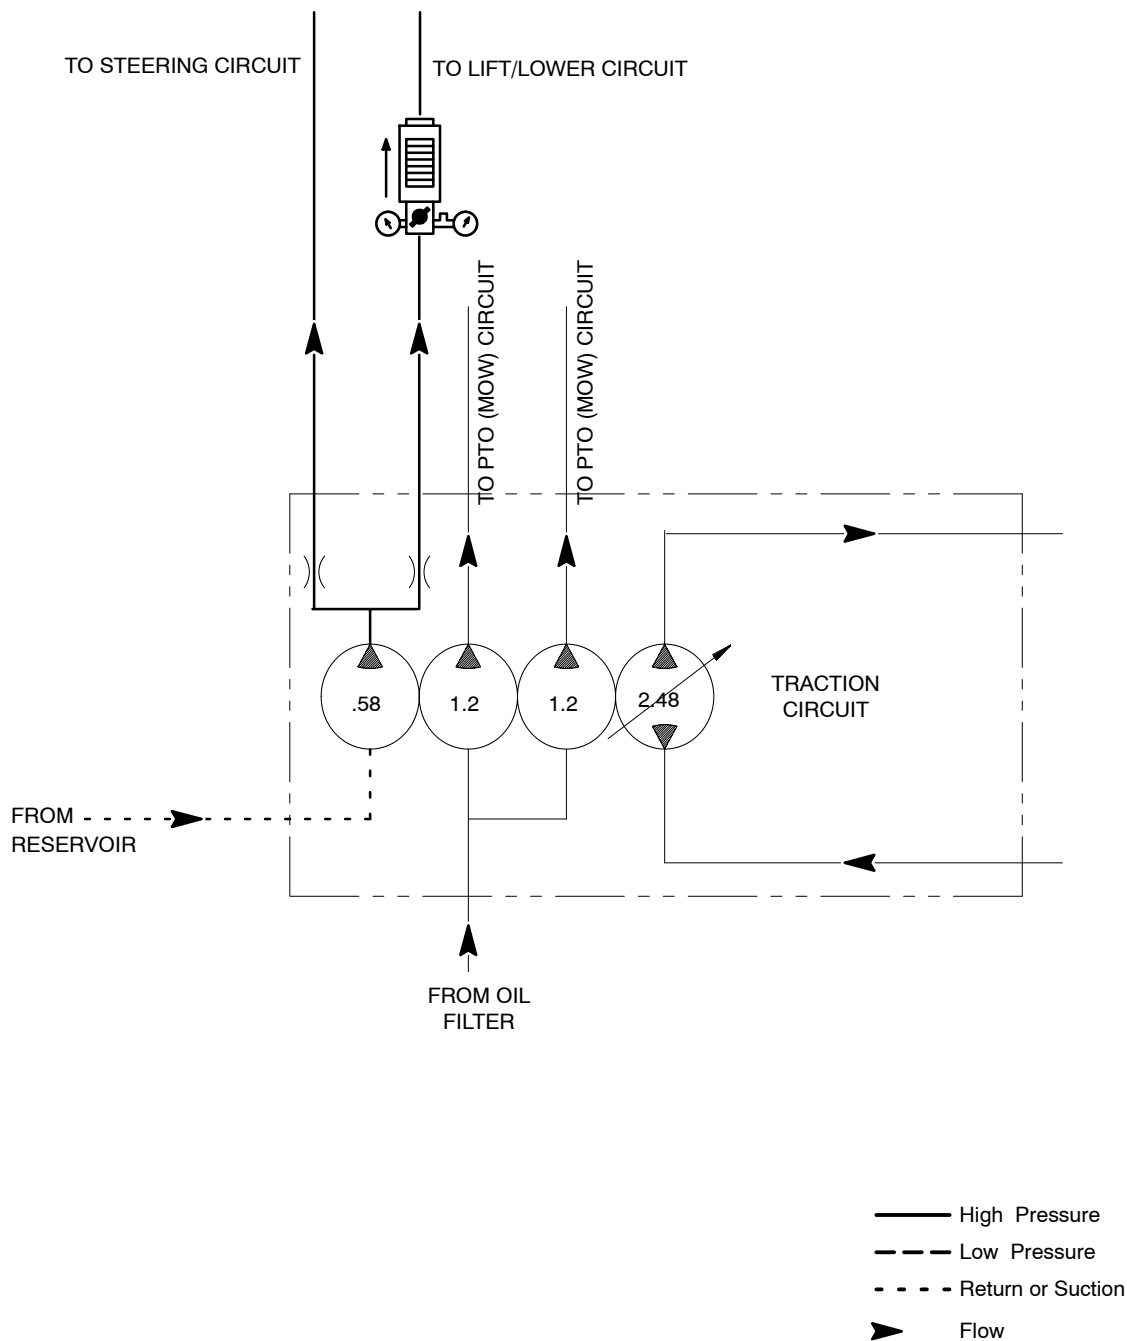 TO STEERING CIRCUIT
TO LIFT/LOWER CIRCUIT
TO PTO (MOW) CIRCUIT
TO PTO (MOW) CIRCUIT
.58
1.2
1.2
2.48
TRACTION
CIRCUIT
FROM
RESERVOIR
FROM OIL
FILTER
High Pressure
Low Pressure
Return or Suction
Flow